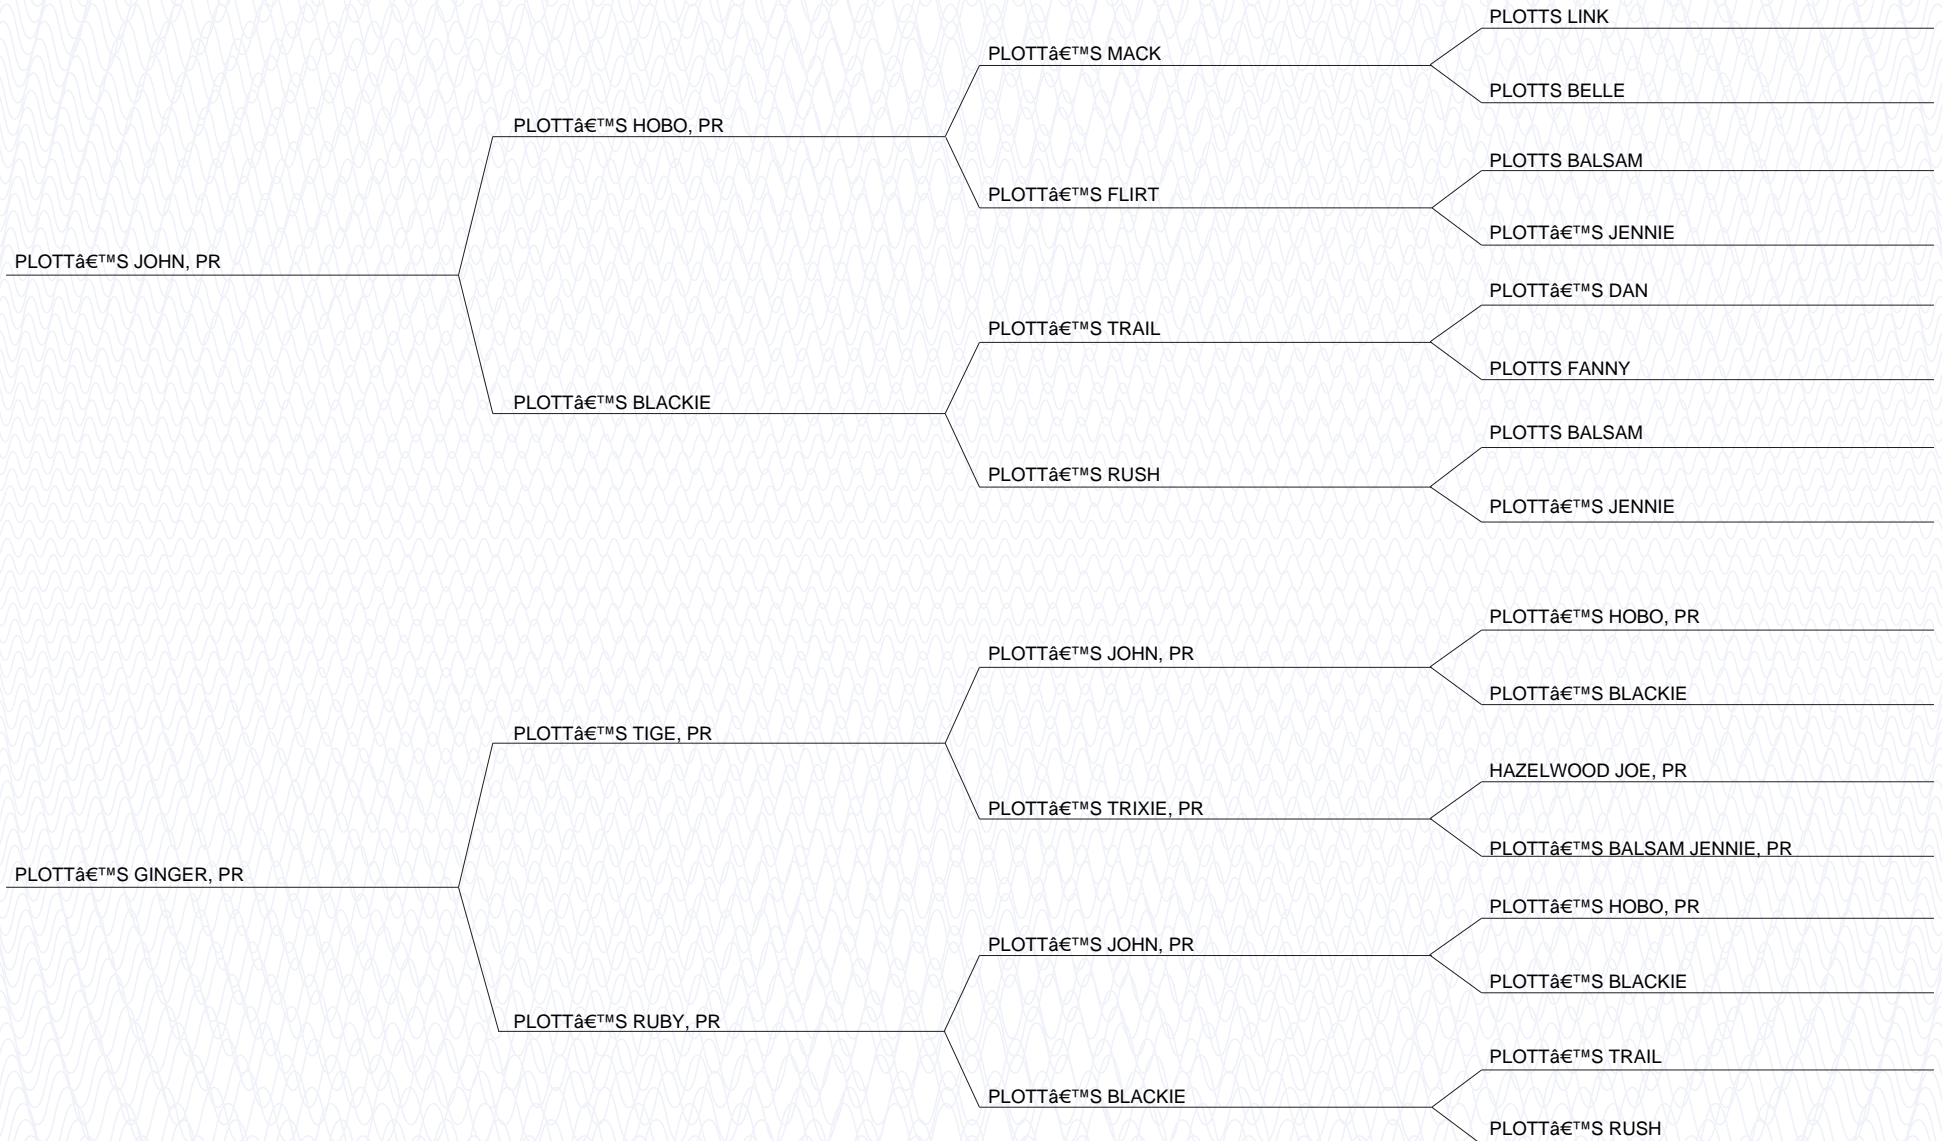 PLOTTS LINK
PLOTTâ€™S MACK
PLOTTS BELLE
PLOTTâ€™S HOBO, PR
PLOTTS BALSAM
PLOTTâ€™S FLIRT
PLOTTâ€™S JENNIE
PLOTTâ€™S JOHN, PR
PLOTTâ€™S DAN
PLOTTâ€™S TRAIL
PLOTTS FANNY
PLOTTâ€™S BLACKIE
PLOTTS BALSAM
PLOTTâ€™S RUSH
PLOTTâ€™S JENNIE
PLOTTâ€™S HOBO, PR
PLOTTâ€™S JOHN, PR
PLOTTâ€™S BLACKIE
PLOTTâ€™S TIGE, PR
HAZELWOOD JOE, PR
PLOTTâ€™S TRIXIE, PR
PLOTTâ€™S BALSAM JENNIE, PR
PLOTTâ€™S GINGER, PR
PLOTTâ€™S HOBO, PR
PLOTTâ€™S JOHN, PR
PLOTTâ€™S BLACKIE
PLOTTâ€™S RUBY, PR
PLOTTâ€™S TRAIL
PLOTTâ€™S BLACKIE
PLOTTâ€™S RUSH